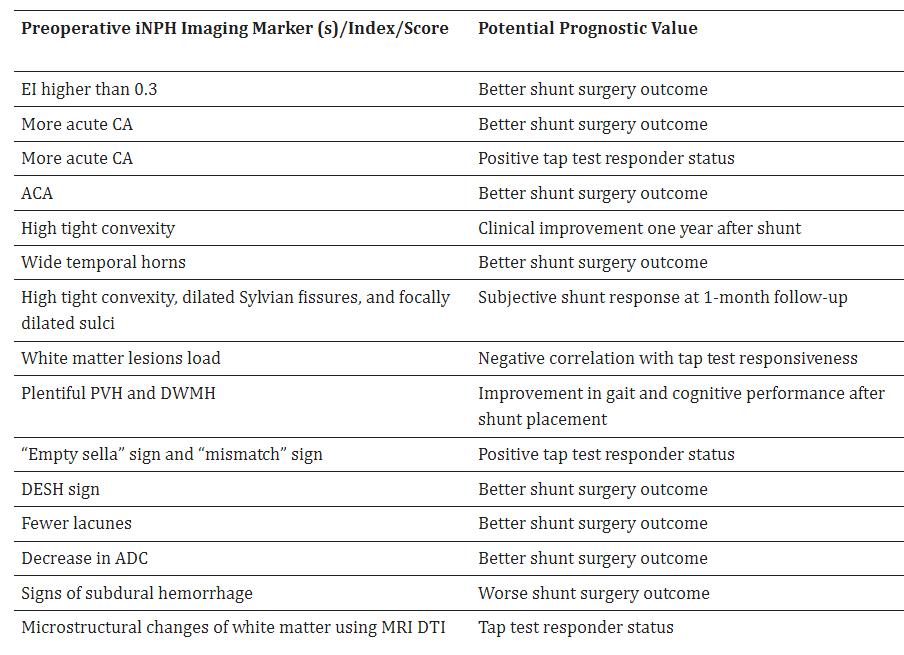 Preoperative iNPH Imaging Marker (s)/Index/Score Potential Prognostic Value
EI higher than 0.3 Better shunt surgery outcome
More acute CA Better shunt surgery outcome
More acute CA Positive tap test responder status
ACA Better shunt surgery outcome
High tight convexity Clinical improvement one year after shunt
Wide temporal horns Better shunt surgery outcome
High tight convexity, dilated Sylvian fissures, and focally Subjective shunt response at 1-month follow-up
dilated sulci
White matter lesions load Negative correlation with tap test responsiveness
Plentiful PVH and DWMH Improvement in gait and cognitive performance after
shunt placement
“Empty sella” sign and “mismatch” sign Positive tap test responder status
DESH sign Better shunt surgery outcome
Fewer lacunes Better shunt surgery outcome
Decrease in ADC Better shunt surgery outcome
Signs of subdural hemorrhage Worse shunt surgery outcome
Microstructural changes of white matter using MRI DTI Tap test responder status